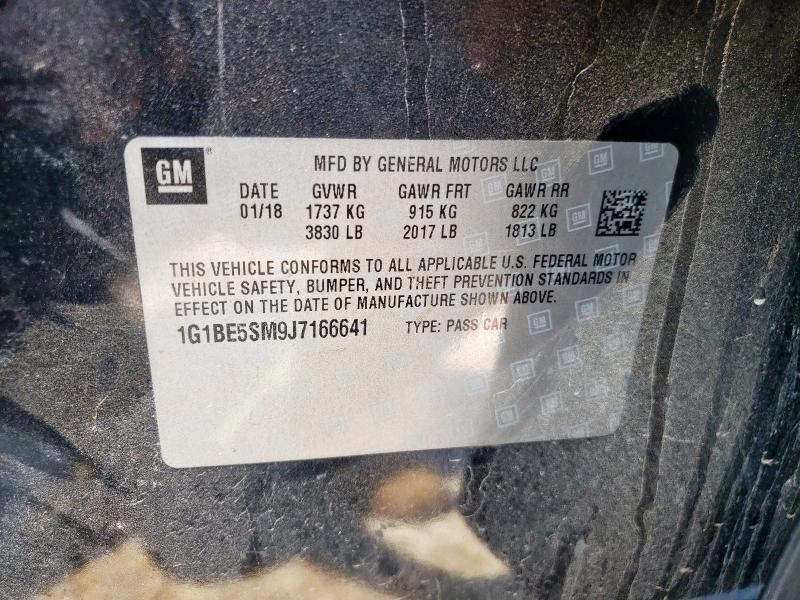 GM
MFD BY GENERAL MOTORS LLC
DATE GVWR GAWR FRT GAWR RR
01/18 1737 KG 915 KG 822 KG
3830 LB 2017 LB 1813 LB
THIS VEHICLE CONFORMS TO ALL APPLICABLE U.S. FEDERAL MOTOR
VEHICLE SAFETY, BUMPER, AND THEFT PREVENTION STANDARDS IN
EFFECT ON THE DATE OF MANUFACTURE SHOWN ABOVE.
1G1BE5SM9J7166641 TYPE: PASS CAR